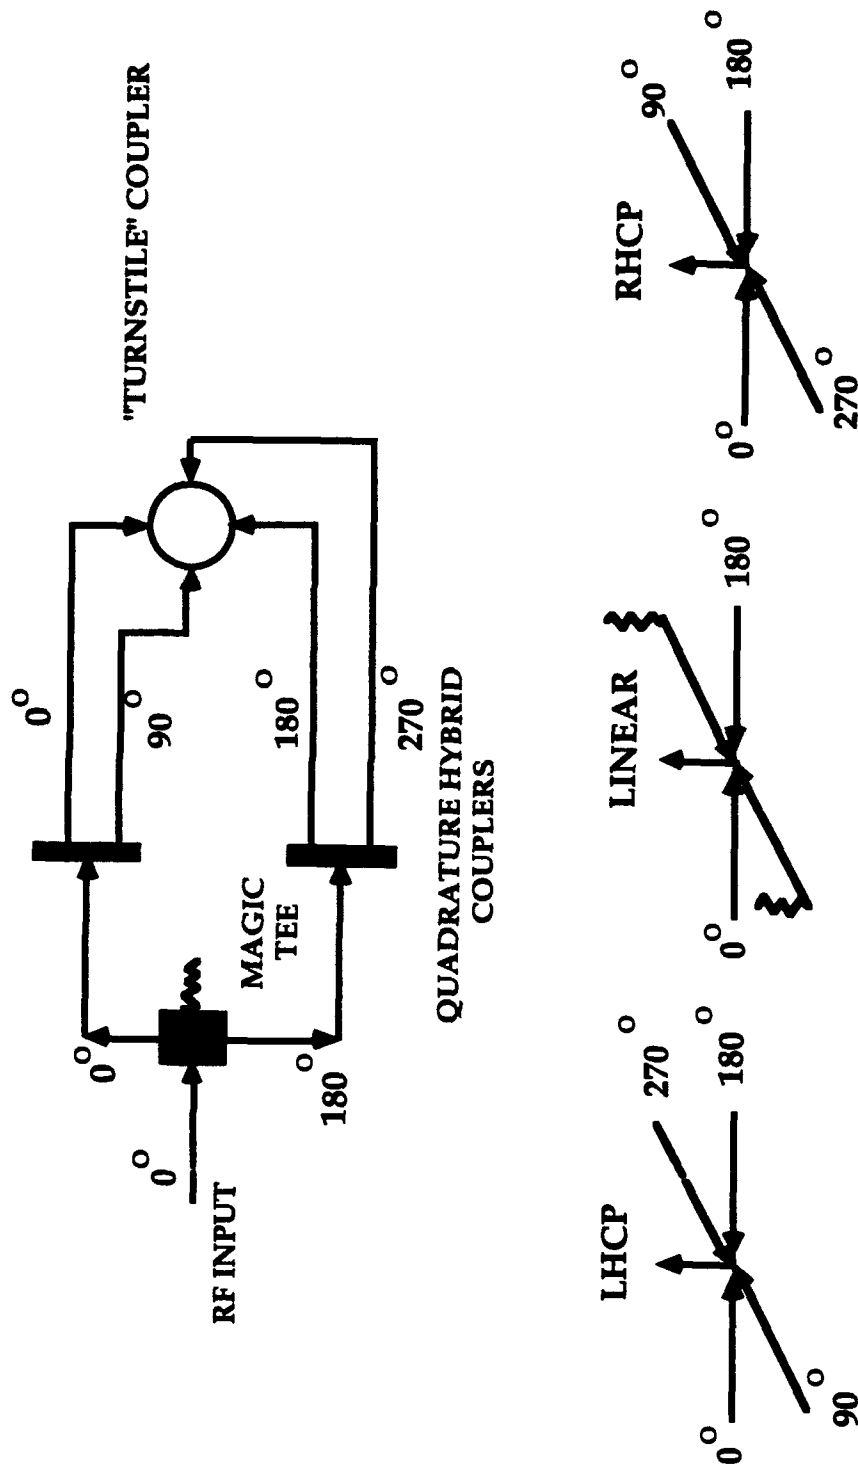 "TURNSTILE" COUPLER
0°
90°
180°
270°
0°
180°
MAGIC
TEE
0°
RF INPUT
QUADRATURE HYBRID
COUPLERS
LHCP
0°
90°
270°
180°
LINEAR
0°
180°
RHCP
0°
270°
90°
180°